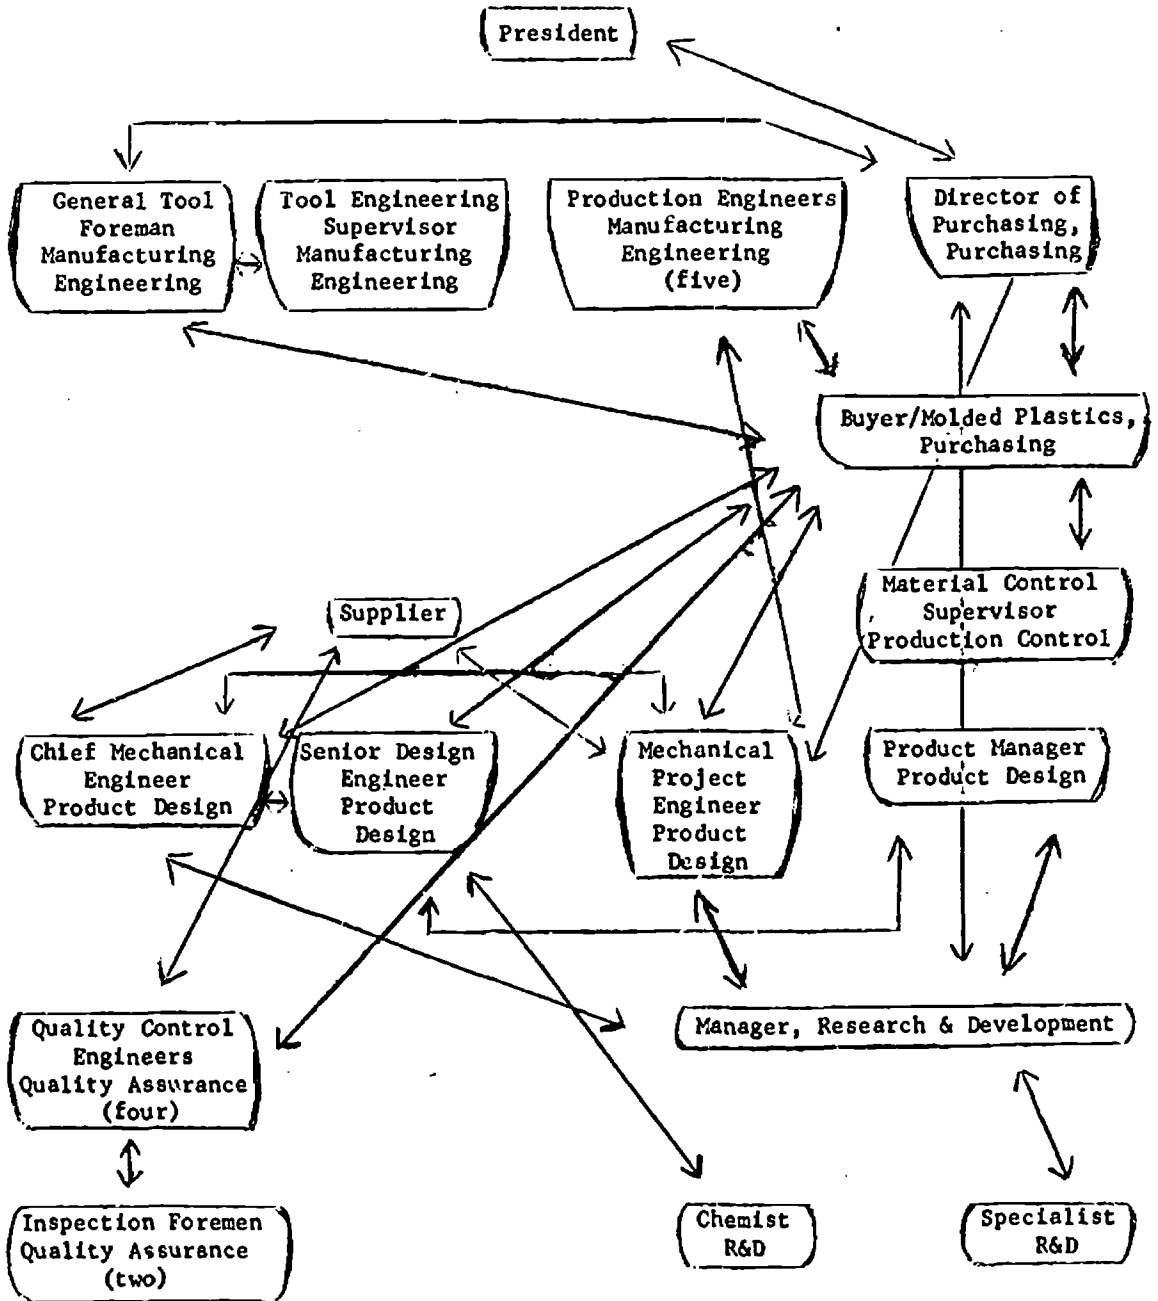 President
General Tool
Foreman
Manufacturing
Engineering
Tool Engineering
Supervisor
Manufacturing
Engineering
Production Engineers
Manufacturing
Engineering
(five)
Director of
Purchasing,
Purchasing
Buyer/Molded Plastics,
Purchasing
Material Control
Supervisor
Production Control
Supplier
Chief Mechanical
Engineer
Product Design
Senior Design
Engineer
Product
Design
Mechanical
Project
Engineer
Product
Design
Product Manager
Product Design
Quality Control
Engineers
Quality Assurance
(four)
Manager, Research & Development
Inspection Foremen
Quality Assurance
(two)
Chemist
R&D
Specialist
R&D